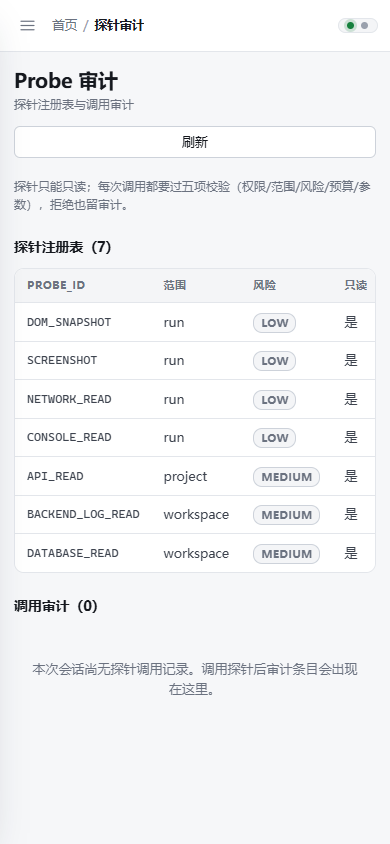 首页 / 探针审计
Probe 审计
探针注册表与调用审计
刷新
探针只能只读；每次调用都要过五项校验（权限/范围/风险/预算/参
数），拒绝也留审计。
探针注册表（7）
PROBE_ID 范围 风险 只读
DOM_SNAPSHOT run LOW 是
SCREENSHOT run LOW 是
NETWORK_READ run LOW 是
CONSOLE_READ run LOW 是
API_READ project MEDIUM 是
BACKEND_LOG_READ workspace MEDIUM 是
DATABASE_READ workspace MEDIUM 是
调用审计（0）
本次会话尚无探针调用记录。调用探针后审计条目会出现
在这里。